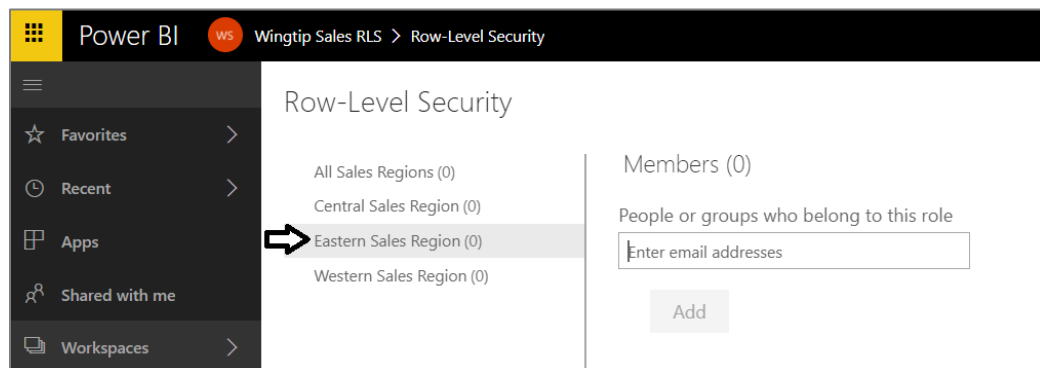 Power BI WS Wingtip Sales RLS > Row-Level Security
Row-Level Security
Favorites
Recent
Apps
Shared with me
Workspaces
All Sales Regions (0)
Central Sales Region (0)
Eastern Sales Region (0)
Western Sales Region (0)
Members (0)
People or groups who belong to this role
Enter email addresses
Add